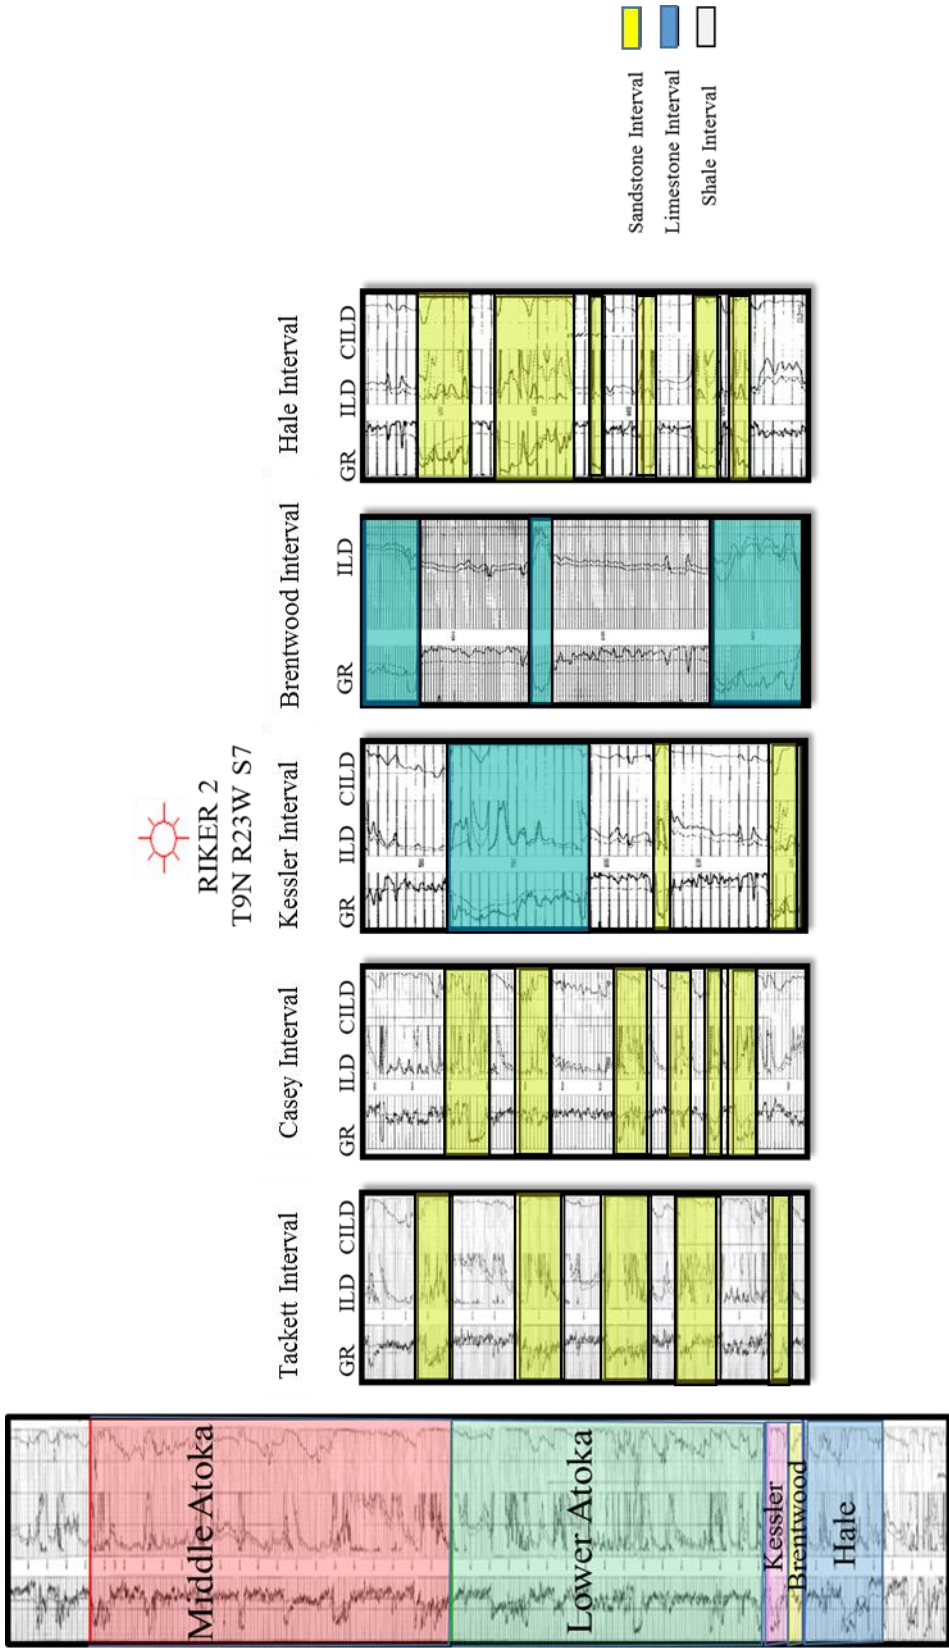 RIKER 2
T9N R23W S7
Tackett Interval
GR ILD CILD
Casey Interval
GR ILD CILD
Kessler Interval
GR ILD CILD
Brentwood Interval
GR ILD
Hale Interval
GR ILD CILD
Middle Atoka
Lower Atoka
Kessler
Brentwood
Hale
Sandstone Interval
Limestone Interval
Shale Interval